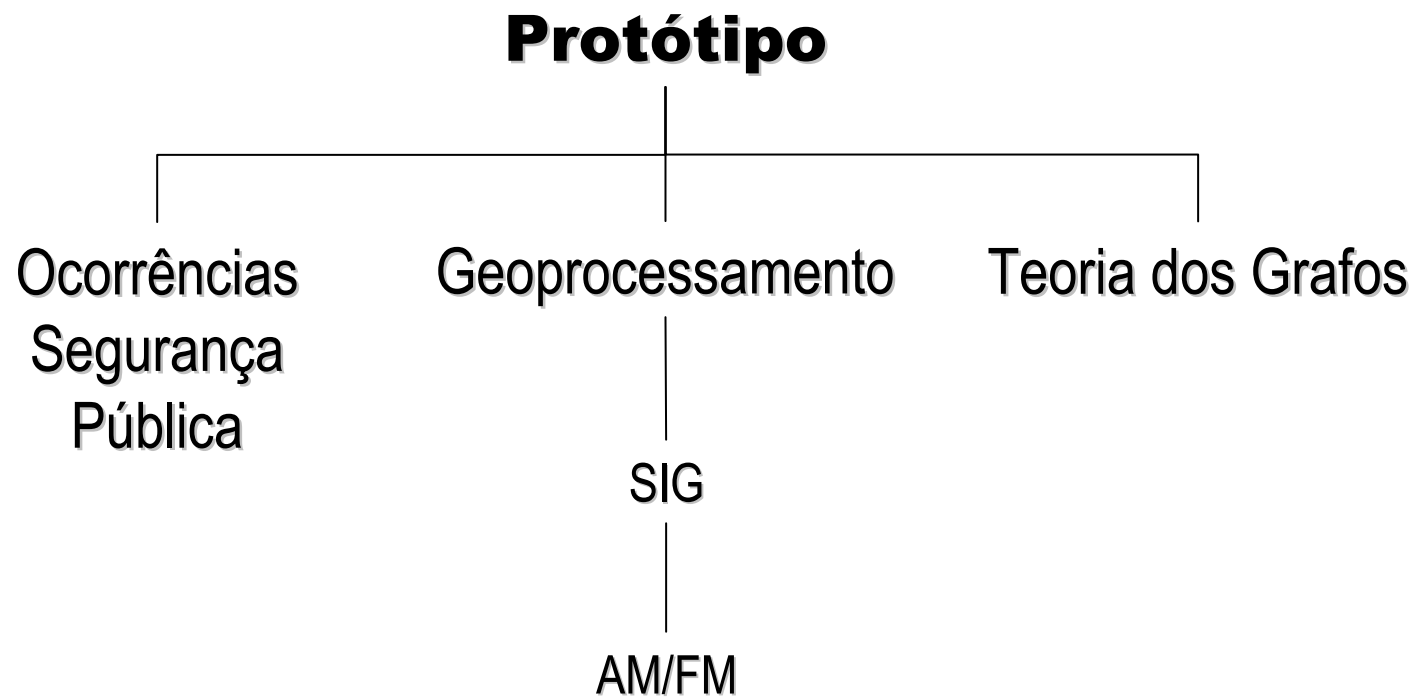 Protótipo
Ocorrências
Segurança
Pública
Geoprocessamento
Teoria dos Grafos
SIG
AM/FM